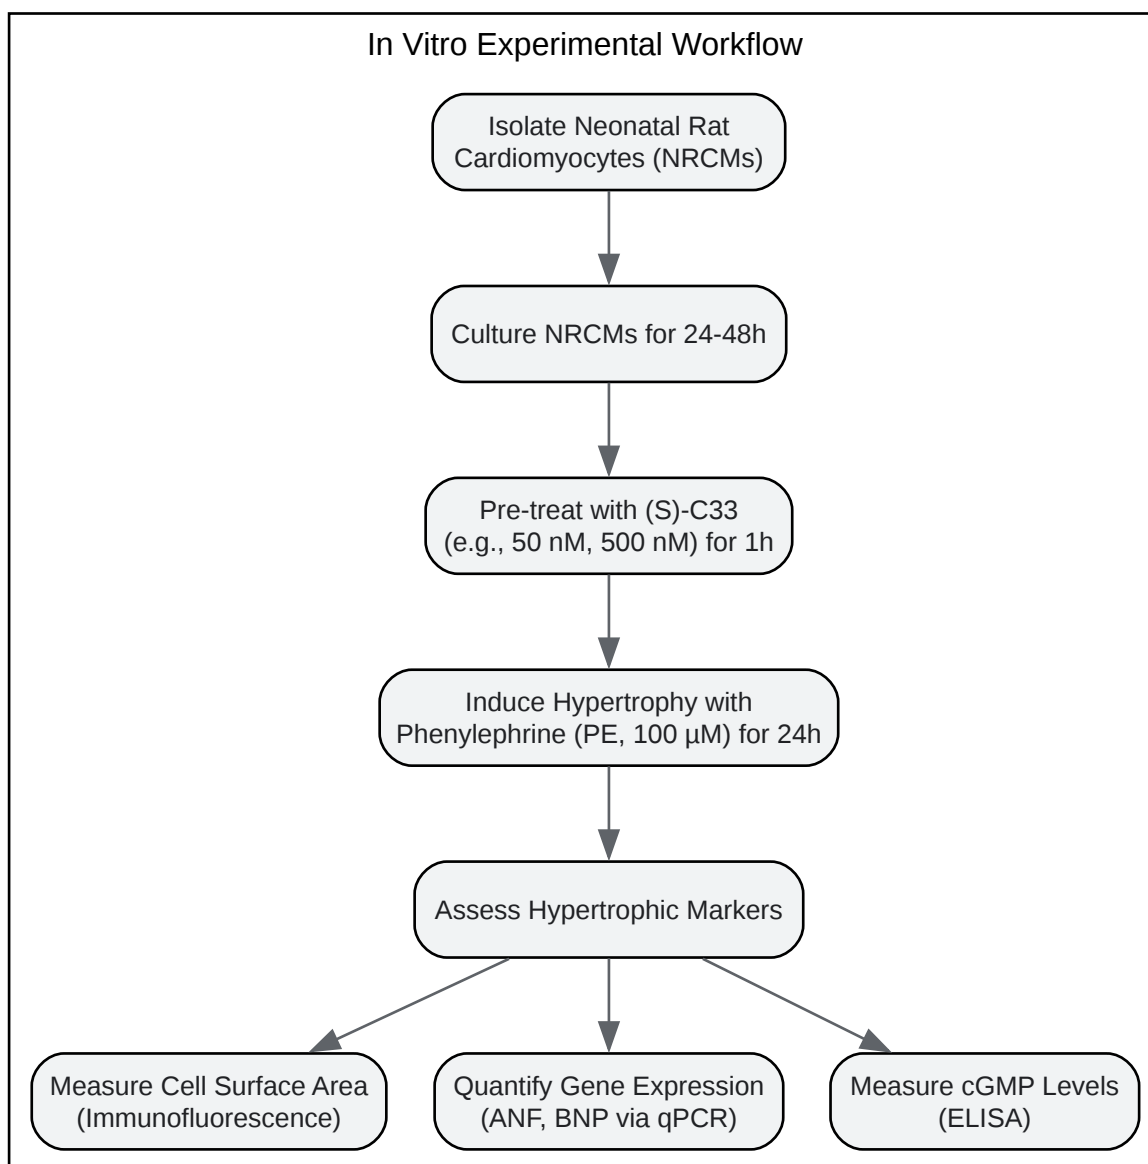 In Vitro Experimental Workflow
Isolate Neonatal Rat
Cardiomyocytes (NRCMs)
Culture NRCMs for 24-48h
Pre-treat with (S)-C33
(e.g., 50 nM, 500 nM) for 1h
Induce Hypertrophy with
Phenylephrine (PE, 100 µM) for 24h
Assess Hypertrophic Markers
Measure Cell Surface Area
(Immunofluorescence)
Quantify Gene Expression
(ANF, BNP via qPCR)
Measure cGMP Levels
(ELISA)